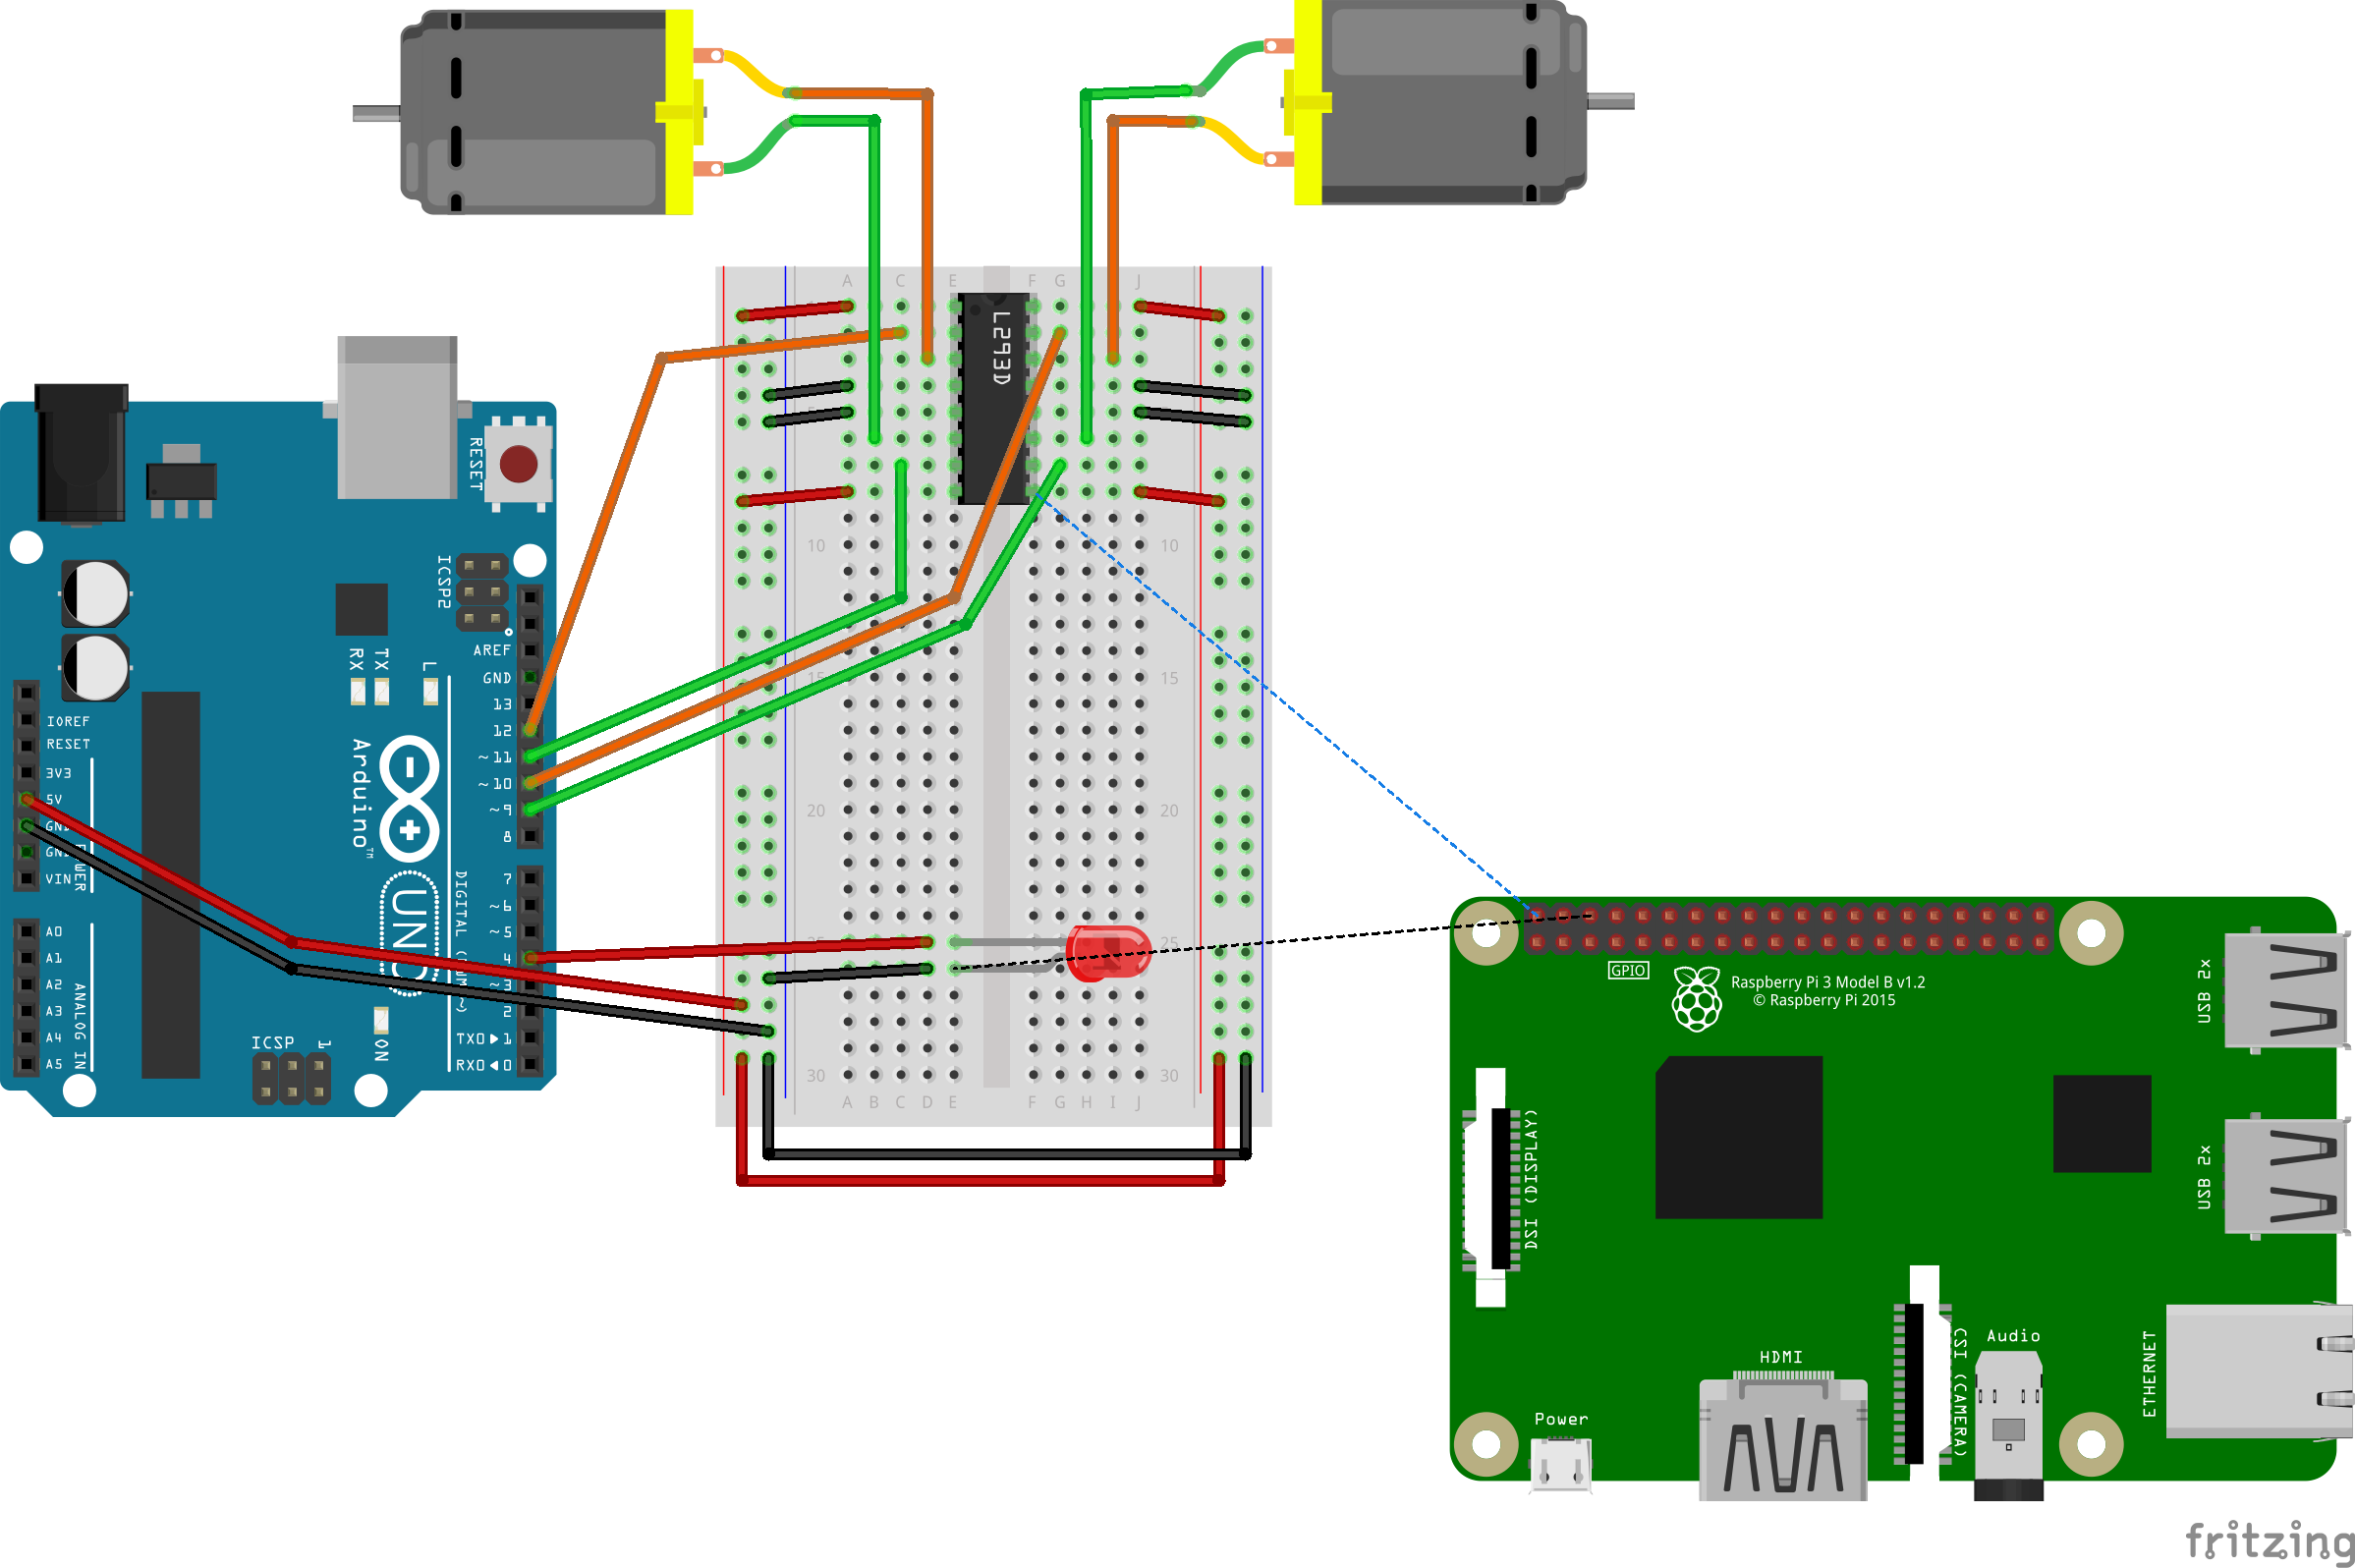 A
C
E
F
G
J
L293D
10
10
15
15
20
20
25
25
30
30
A
B
C
D
E
F
G
H
I
J
RESET
ICSP2
AREF
GND
13
12
~11
~10
~9
8
7
~6
~5
4
~3
2
TX0▶1
RX0◀0
RX
TX
L
IOREF
RESET
3V3
5V
GND
GND
VIN
POWER
A0
A1
A2
A3
A4
A5
ANALOG IN
Arduino™
UNO
DIGITAL (PWM~)
ICSP
1
ON
GPIO
Raspberry Pi 3 Model B v1.2
© Raspberry Pi 2015
USB 2x
USB 2x
DSI (DISPLAY)
CSI (CAMERA)
Audio
HDMI
ETHERNET
Power
fritzing